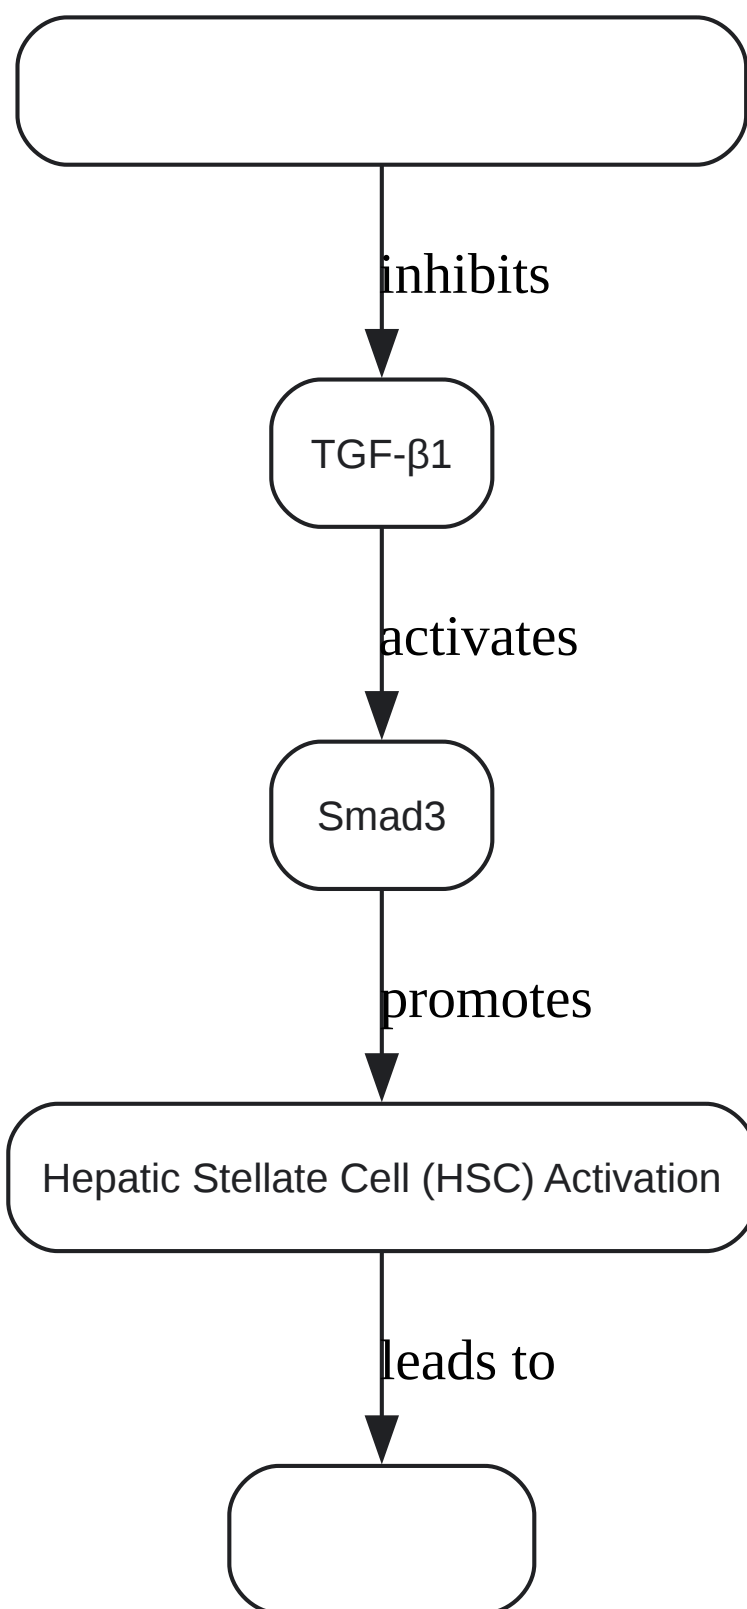 inhibits
TGF-β1
activates
Smad3
promotes
Hepatic Stellate Cell (HSC) Activation
leads to